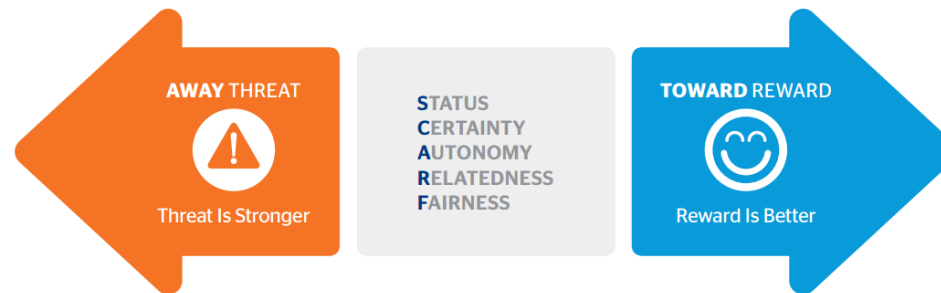 AWAY THREAT
Threat Is Stronger
STATUS
CERTAINTY
AUTONOMY
RELATEDNESS
FAIRNESS
TOWARD REWARD
Reward Is Better